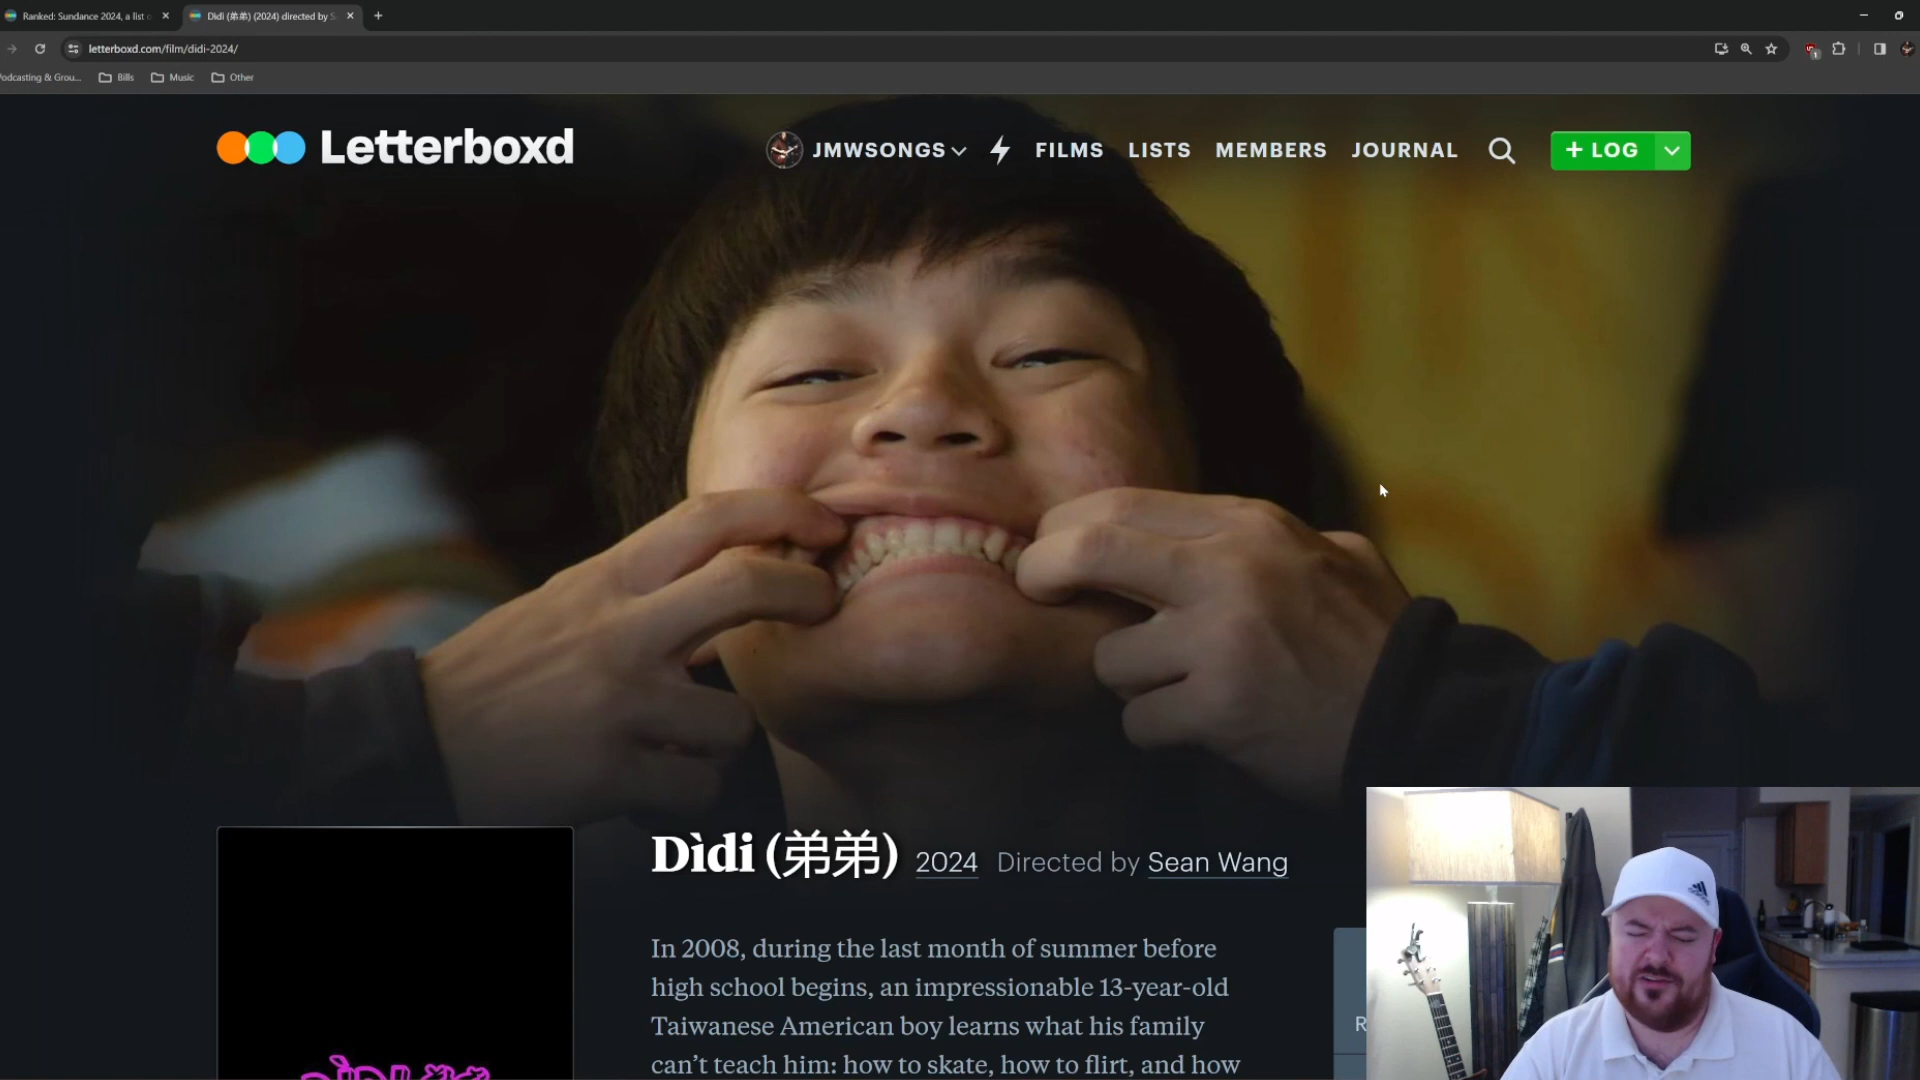 Ranked: Sundance 2024, a list
Dìdi (弟弟) (2024) directed by S
letterboxd.com/film/didi-2024/
odcasting & Grou...
Bills
Music
Other
Letterboxd
JMWSONGS
FILMS
LISTS
MEMBERS
JOURNAL
+ LOG
Dìdi (弟弟) 2024 Directed by Sean Wang
In 2008, during the last month of summer before
high school begins, an impressionable 13-year-old
Taiwanese American boy learns what his family
can't teach him: how to skate, how to flirt, and how
R